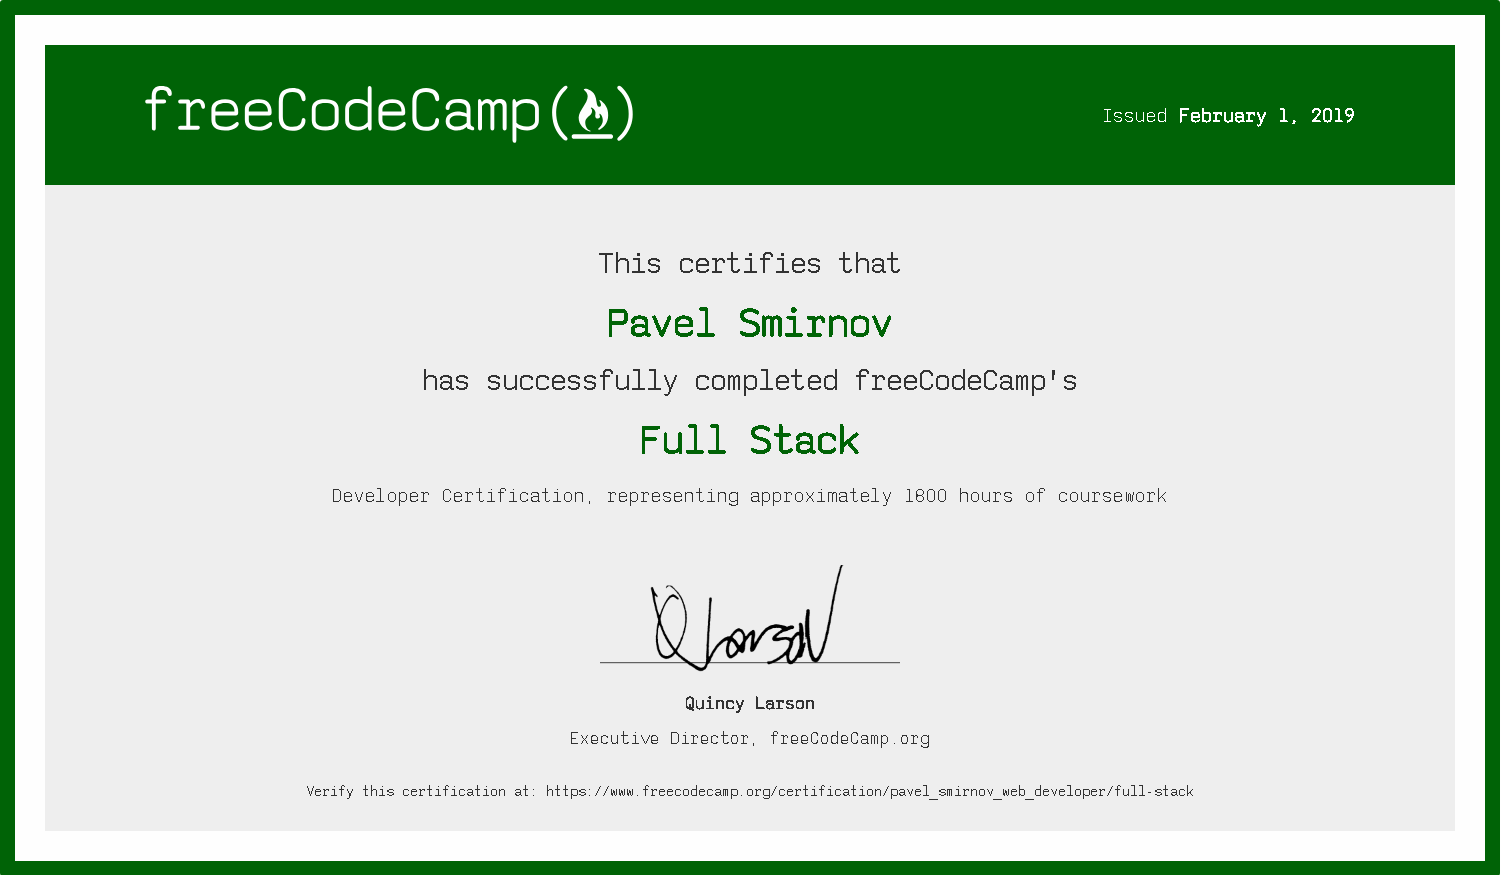 freeCodeCamp
Issued February 1, 2019
This certifies that
Pavel Smirnov
has successfully completed freeCodeCamp's
Full Stack
Developer Certification, representing approximately 1800 hours of coursework
Q Larson
Quincy Larson
Executive Director, freeCodeCamp.org
Verify this certification at: https://www.freecodecamp.org/certification/pavel_smirnov_web_developer/full-stack